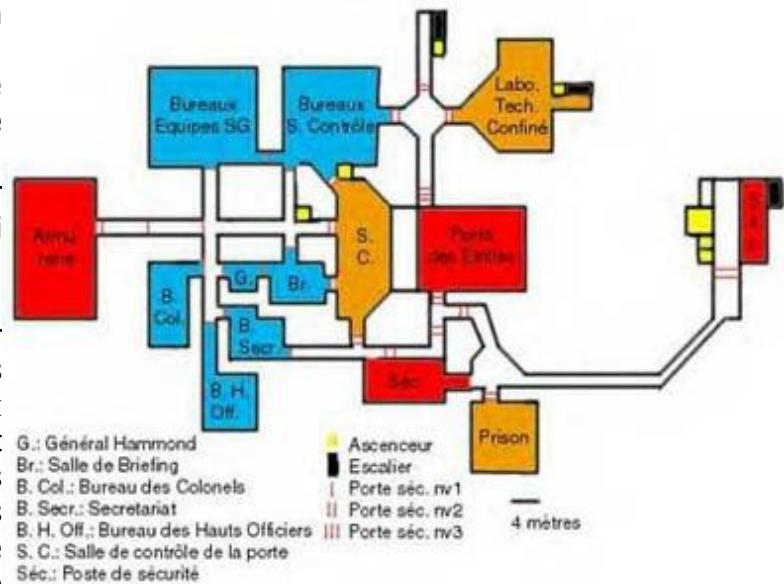 Bureaux
Equipes SG
Bureaux
S. Contrôle
Labo.
Tech.
Confiné
Armu
rerie
S.
C.
Porte
des Etoiles
B.
Col.
G.
Br.
B.
Secr.
B. H.
Off.
Séc.
Prison
G.: Général Hammond
Br.: Salle de Briefing
B. Col.: Bureau des Colonels
B. Secr.: Secretariat
B. H. Off.: Bureau des Hauts Officiers
S. C.: Salle de contrôle de la porte
Séc.: Poste de sécurité
Ascenceur
Escalier
Porte séc. nv1
Porte séc. nv2
Porte séc. nv3
4 mètres